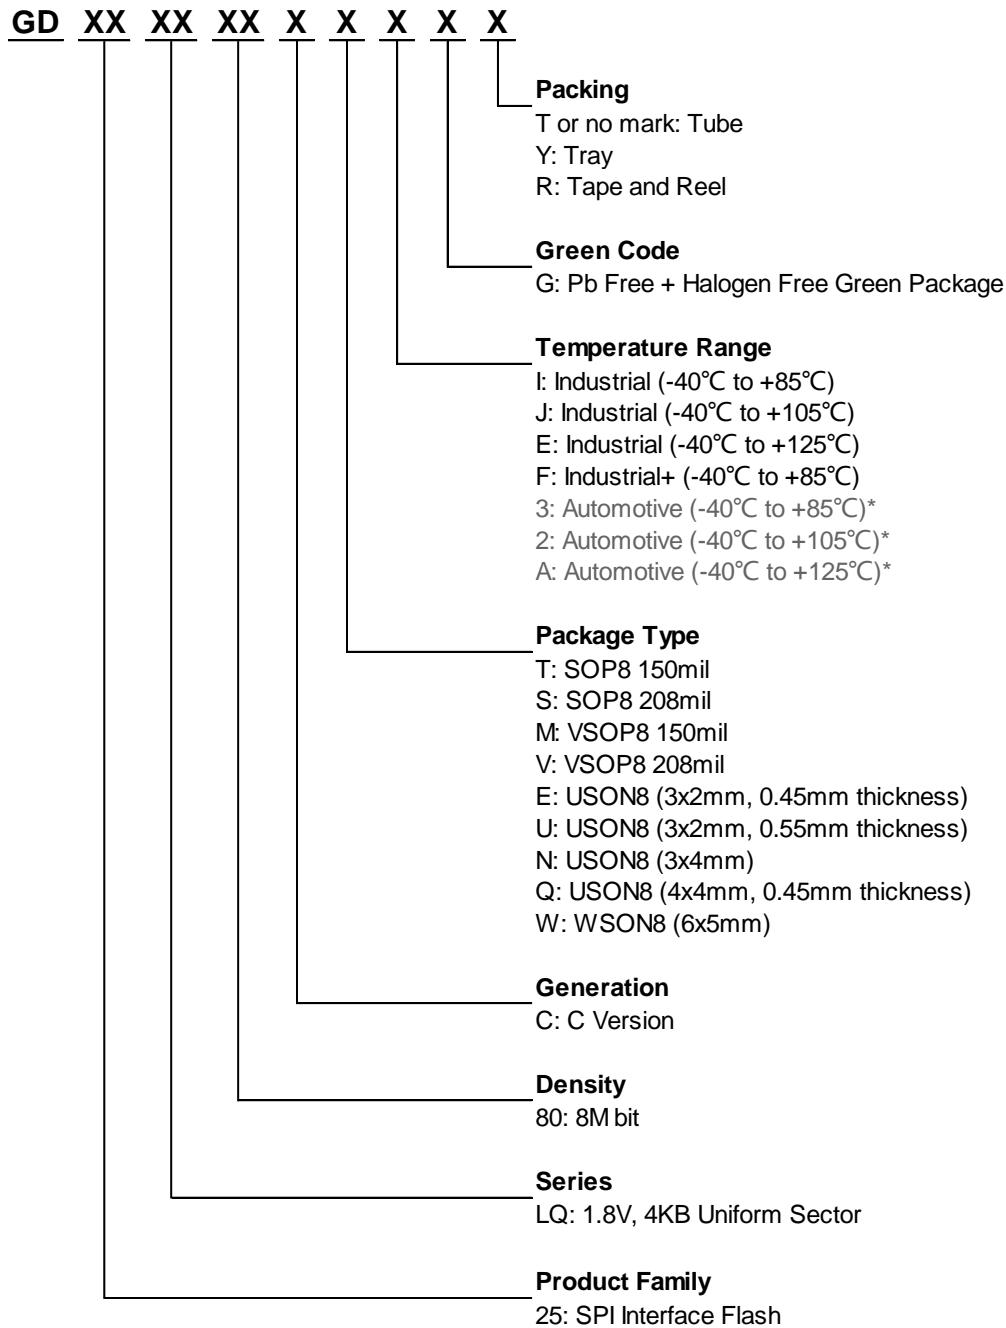 GD XX XX XX X X X X X
Packing
T or no mark: Tube
Y: Tray
R: Tape and Reel
Green Code
G: Pb Free + Halogen Free Green Package
Temperature Range
I: Industrial (-40℃ to +85℃)
J: Industrial (-40℃ to +105℃)
E: Industrial (-40℃ to +125℃)
F: Industrial+ (-40℃ to +85℃)
3: Automotive (-40℃ to +85℃)*
2: Automotive (-40℃ to +105℃)*
A: Automotive (-40℃ to +125℃)*
Package Type
T: SOP8 150mil
S: SOP8 208mil
M: VSOP8 150mil
V: VSOP8 208mil
E: USON8 (3x2mm, 0.45mm thickness)
U: USON8 (3x2mm, 0.55mm thickness)
N: USON8 (3x4mm)
Q: USON8 (4x4mm, 0.45mm thickness)
W: WSON8 (6x5mm)
Generation
C: C Version
Density
80: 8M bit
Series
LQ: 1.8V, 4KB Uniform Sector
Product Family
25: SPI Interface Flash